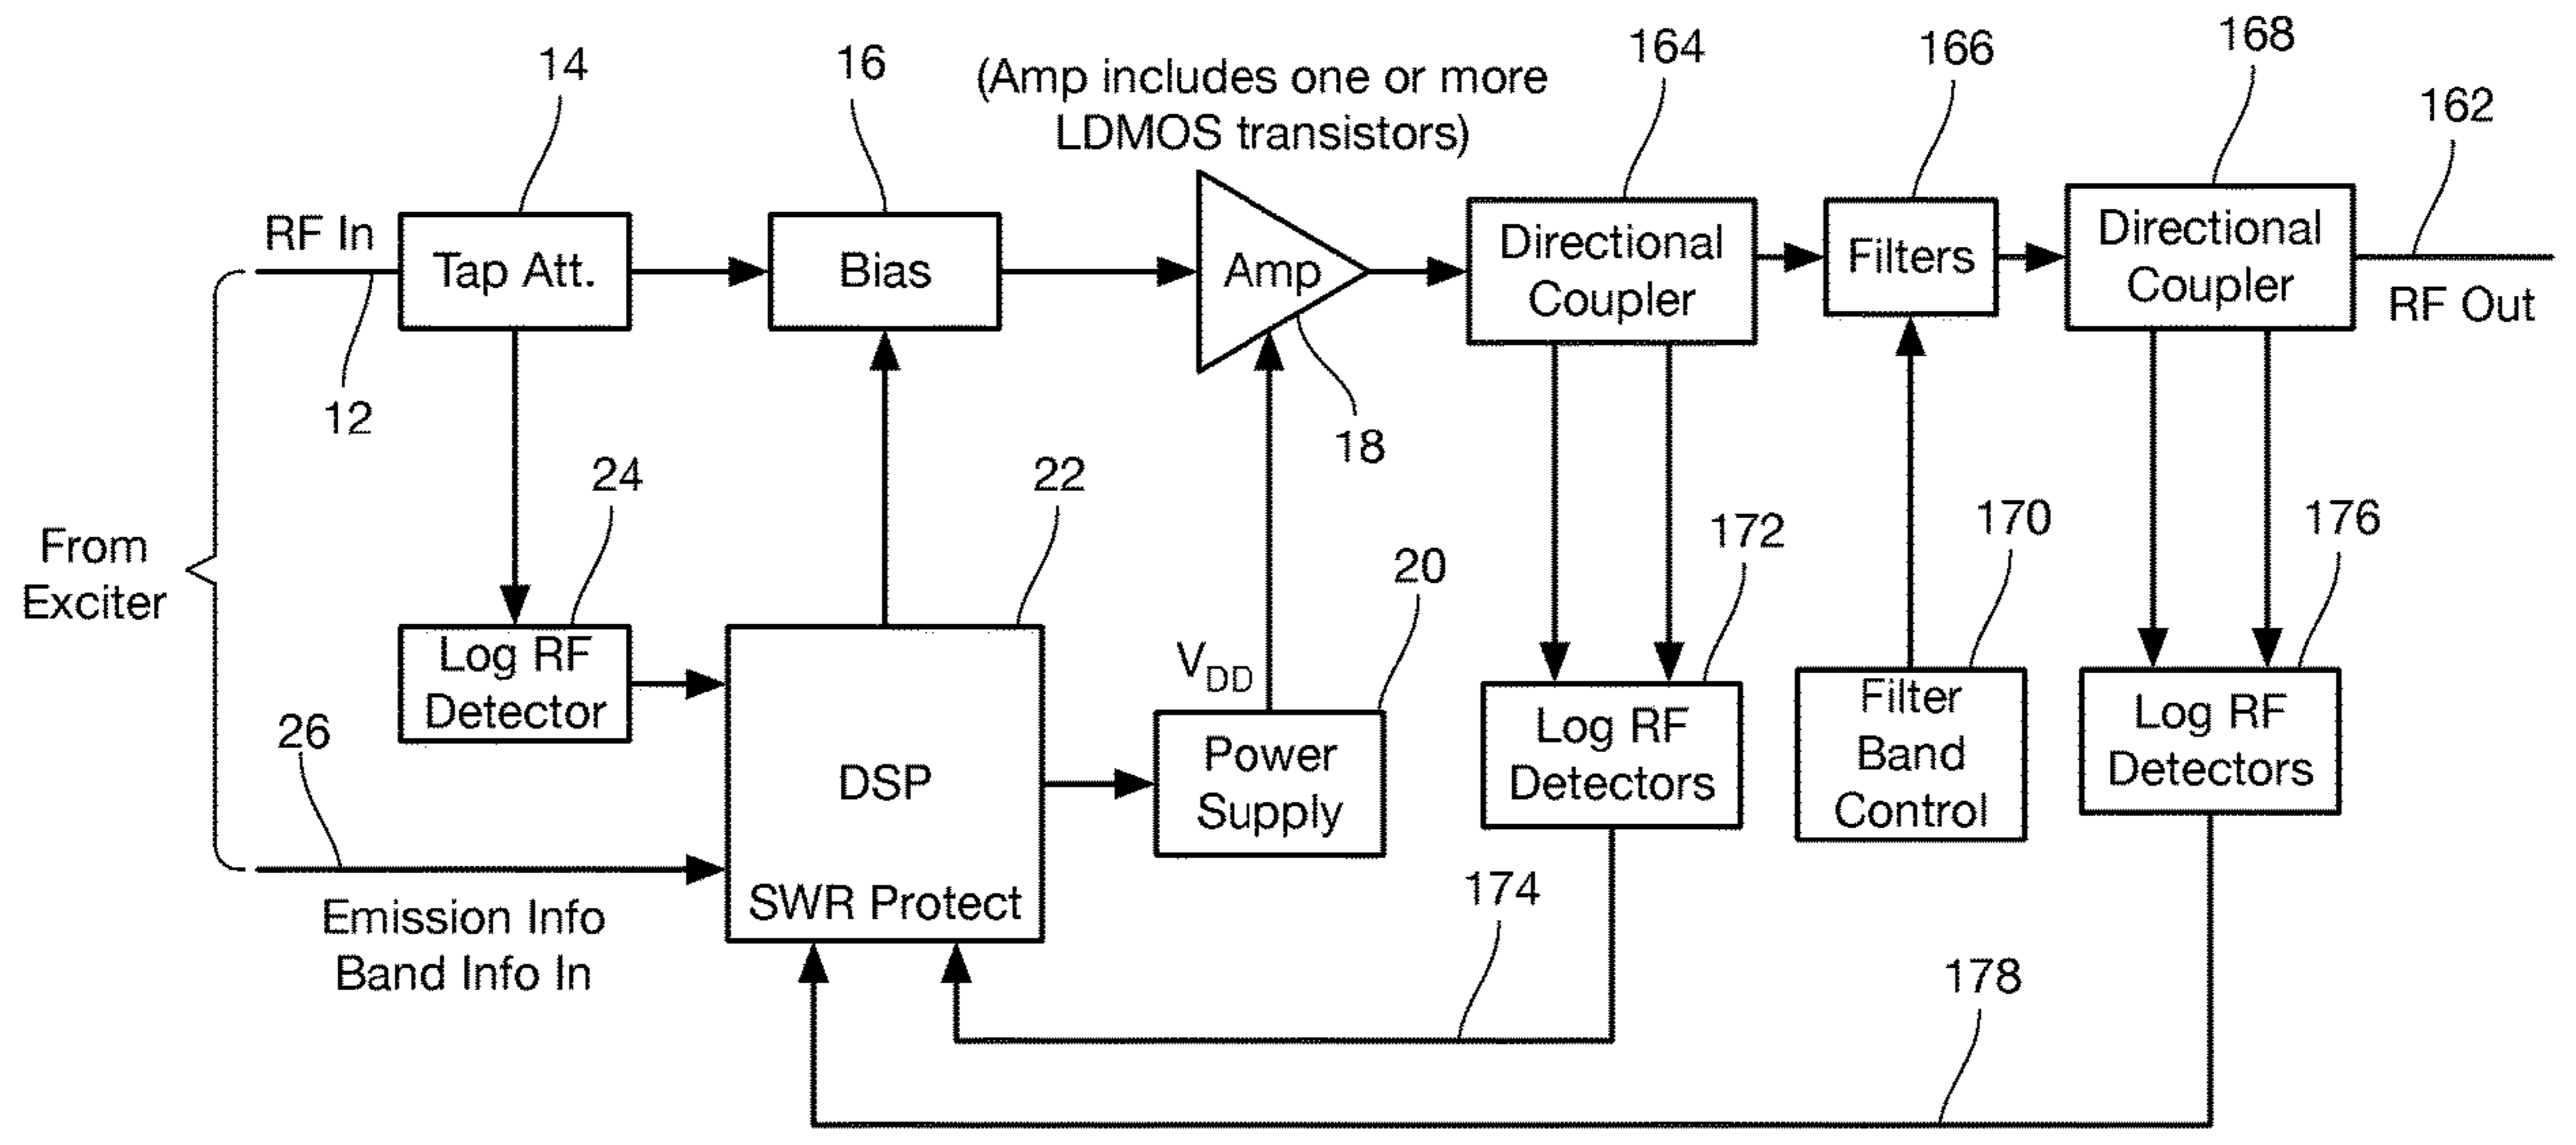 14
16
(Amp includes one or more
LDMOS transistors)
164
166
168
162
RF In
Tap Att.
Bias
Amp
Directional
Coupler
Filters
Directional
Coupler
RF Out
12
18
24
22
20
172
170
176
From
Exciter
Log RF
Detector
26
DSP
SWR Protect
VDD
Power
Supply
Log RF
Detectors
Filter
Band
Control
Log RF
Detectors
Emission Info
Band Info In
174
178